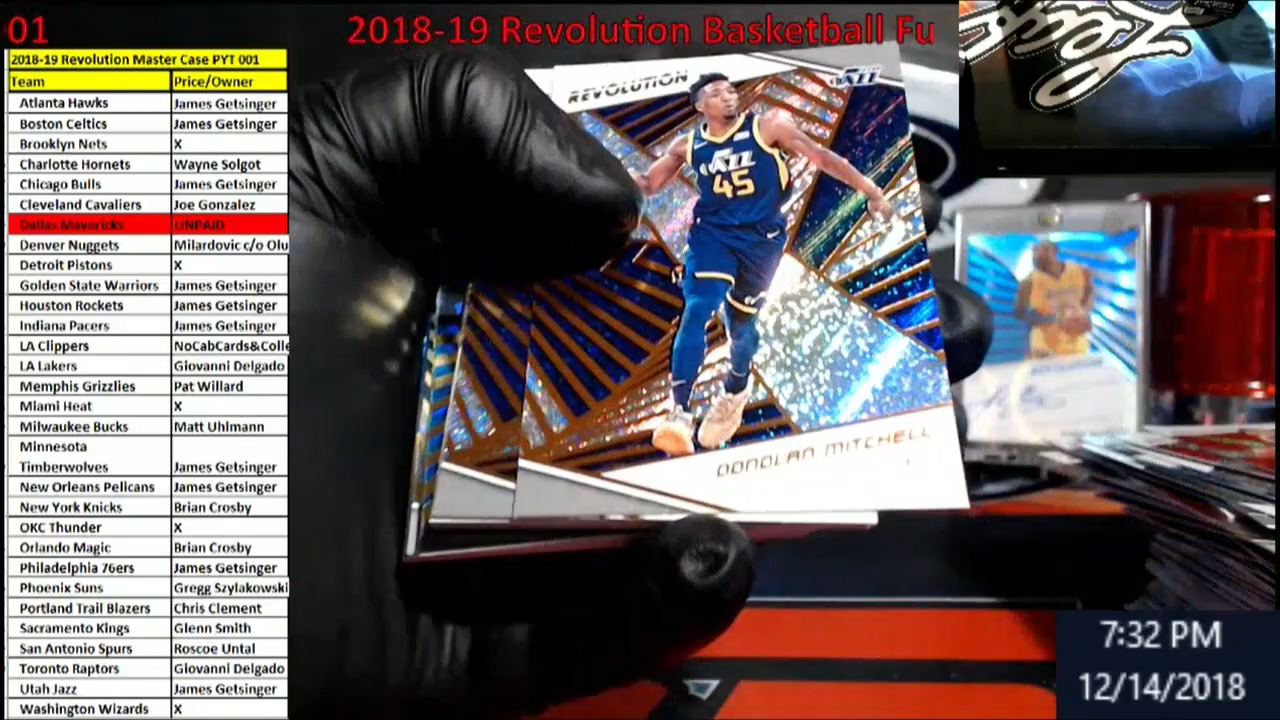 01
2018-19 Revolution Basketball Fu
2018-19 Revolution Master Case PYT 001
Team Price/Owner
Atlanta Hawks James Getsinger
Boston Celtics James Getsinger
Brooklyn Nets X
Charlotte Hornets Wayne Solgot
Chicago Bulls James Getsinger
Cleveland Cavaliers Joe Gonzalez
Dallas Mavericks UNPAID
Denver Nuggets Milardovic c/o Olu
Detroit Pistons X
Golden State Warriors James Getsinger
Houston Rockets James Getsinger
Indiana Pacers James Getsinger
LA Clippers NoCabCards&Colle
LA Lakers Giovanni Delgado
Memphis Grizzlies Pat Willard
Miami Heat X
Milwaukee Bucks Matt Uhlmann
Minnesota
Timberwolves James Getsinger
New Orleans Pelicans James Getsinger
New York Knicks Brian Crosby
OKC Thunder X
Orlando Magic Brian Crosby
Philadelphia 76ers James Getsinger
Phoenix Suns Gregg Szylakowski
Portland Trail Blazers Chris Clement
Sacramento Kings Glenn Smith
San Antonio Spurs Roscoe Untal
Toronto Raptors Giovanni Delgado
Utah Jazz James Getsinger
Washington Wizards X
REVOLUTION
JAZZ
JAZZ
45
DONOVAN MITCHELL
7:32 PM
12/14/2018